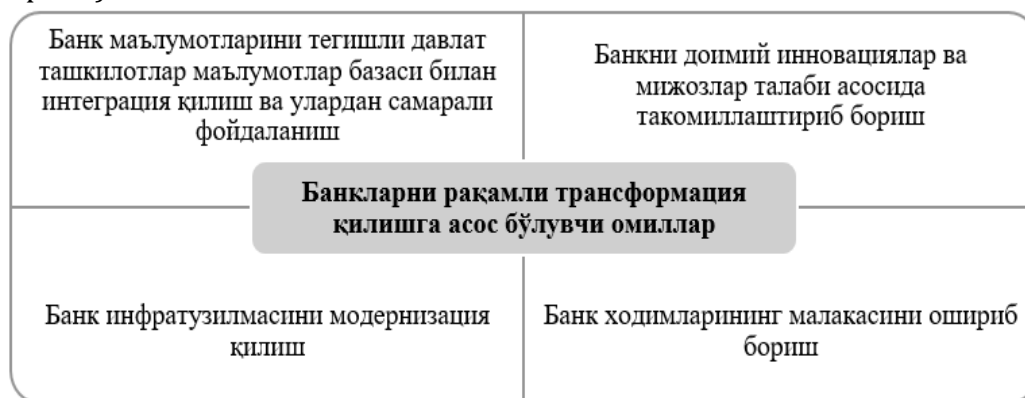 Банк маълумотларини тегишли давлат
ташкилотлар маълумотлар базаси билан
интеграция қилиш ва улардан самарали
фойдаланиш
Банкни доимий инновациялар ва
мижозлар талаби асосида
такомиллаштириб бориш
Банкларни рақамли трансформация
қилишга асос бўлувчи омиллар
Банк инфратузилмасини модернизация
қилиш
Банк ходимларининг малакасини ошириб
бориш